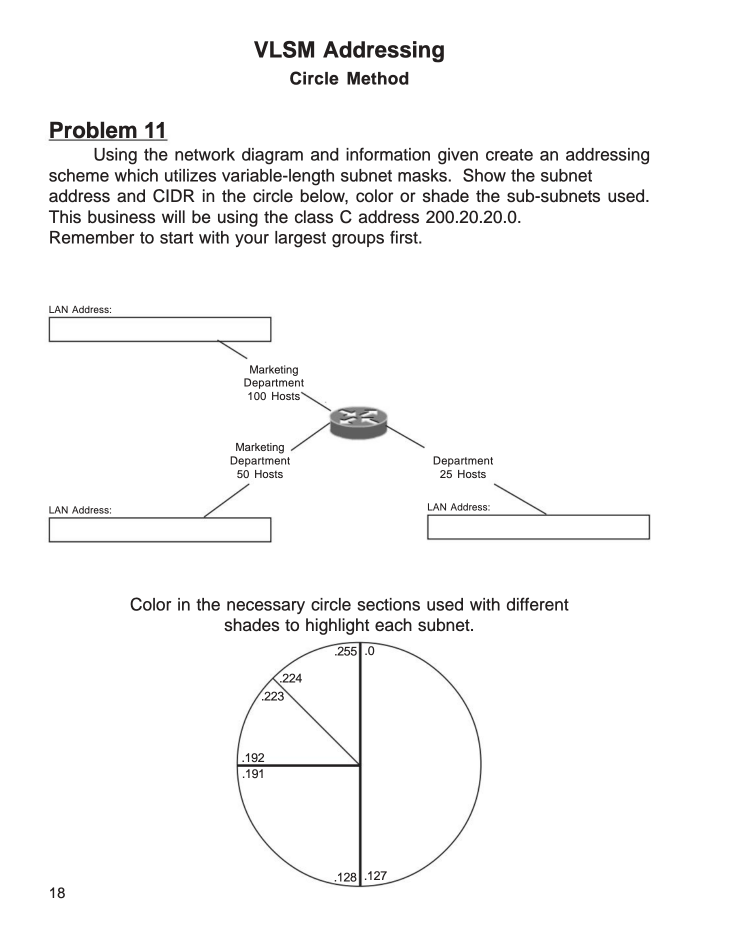 VLSM Addressing
Circle Method
Problem 11
Using the network diagram and information given create an addressing
scheme which utilizes variable-length subnet masks. Show the subnet
address and CIDR in the circle below, color or shade the sub-subnets used.
This business will be using the class C address 200.20.20.0.
Remember to start with your largest groups first.
LAN Address:
Marketing
Department
100 Hosts
Marketing
Department
50 Hosts
Department
25 Hosts
LAN Address:
LAN Address:
Color in the necessary circle sections used with different
shades to highlight each subnet.
.255 .0
.224
.223
.192
.191
.128 .127
18